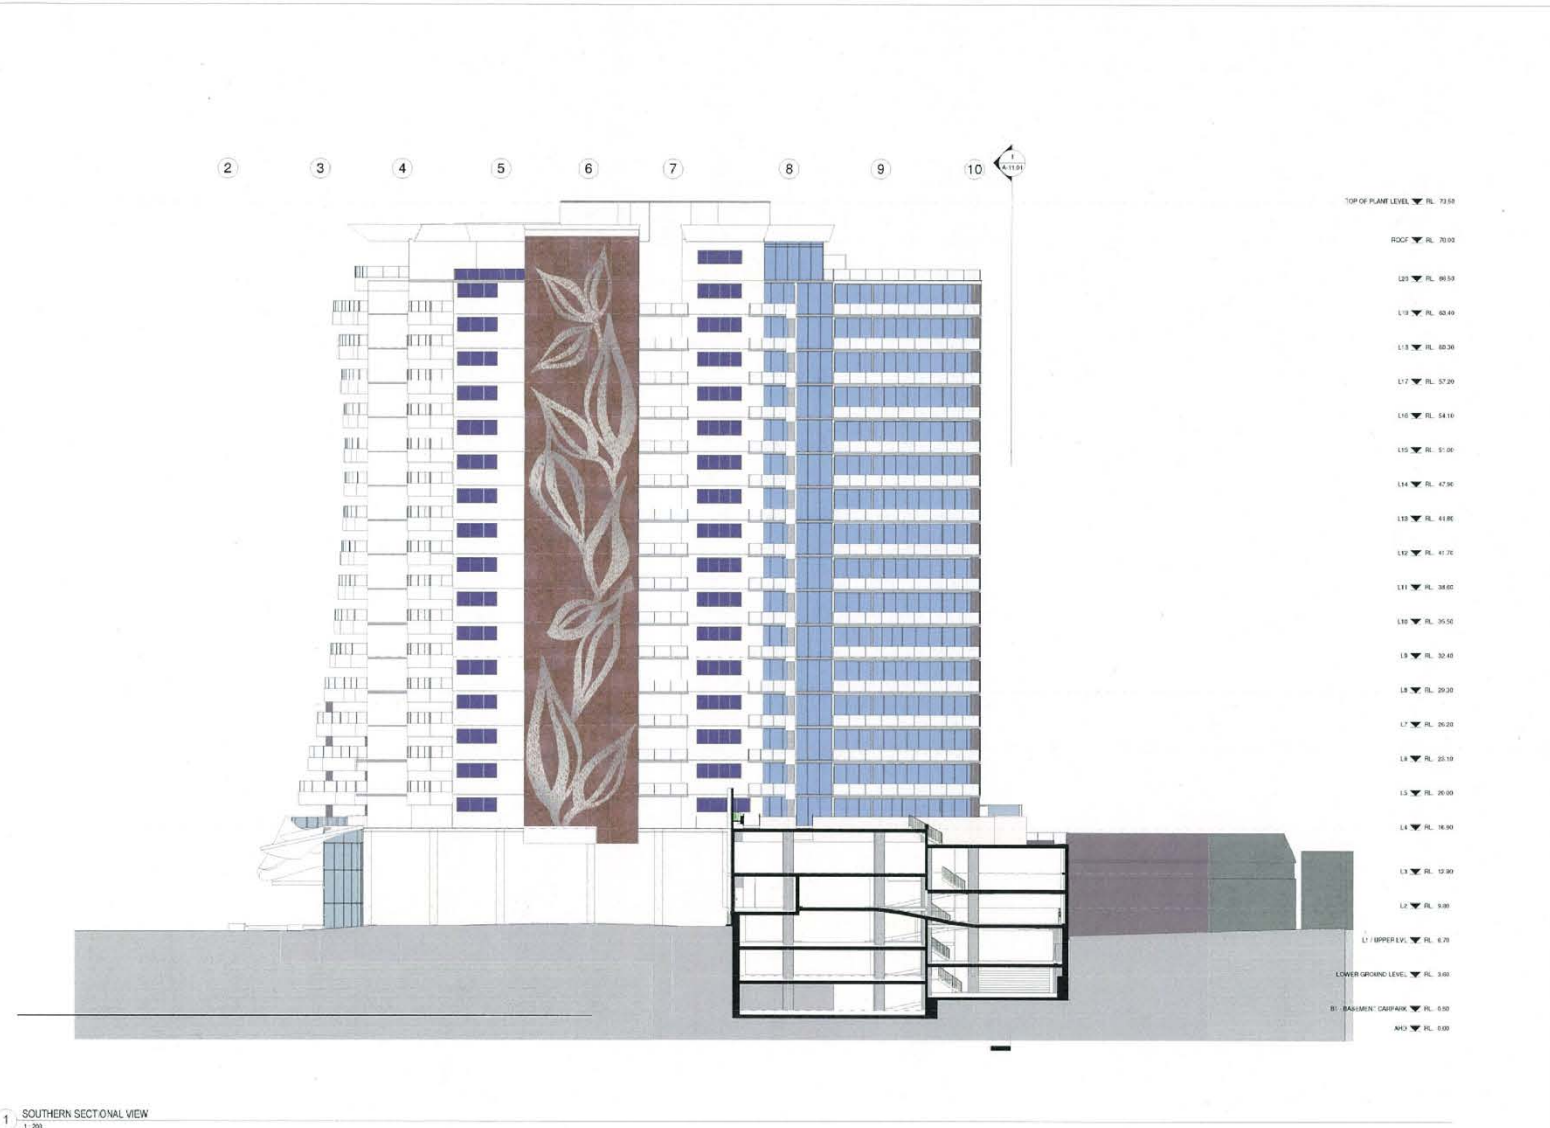 2 3 4 5 6 7 8 9 10
1
A-11.01
TOP OF PLANT LEVEL RL. 73.50
ROOF RL. 70.00
L20 RL. 66.50
L19 RL. 63.40
L18 RL. 60.30
L17 RL. 57.20
L16 RL. 54.10
L15 RL. 51.00
L14 RL. 47.90
L13 RL. 44.80
L12 RL. 41.70
L11 RL. 38.60
L10 RL. 35.50
L9 RL. 32.40
L8 RL. 29.30
L7 RL. 26.20
L6 RL. 23.10
L5 RL. 20.00
L4 RL. 16.90
L3 RL.
L2 RL.
L1 / UPPER LVL RL. 6.70
LOWER GROUND LEVEL RL. 3.60
B1 - BASEMENT CARPARK RL. 0.50
AHD RL. 0.00
1 SOUTHERN SECTIONAL VIEW
1 : 200